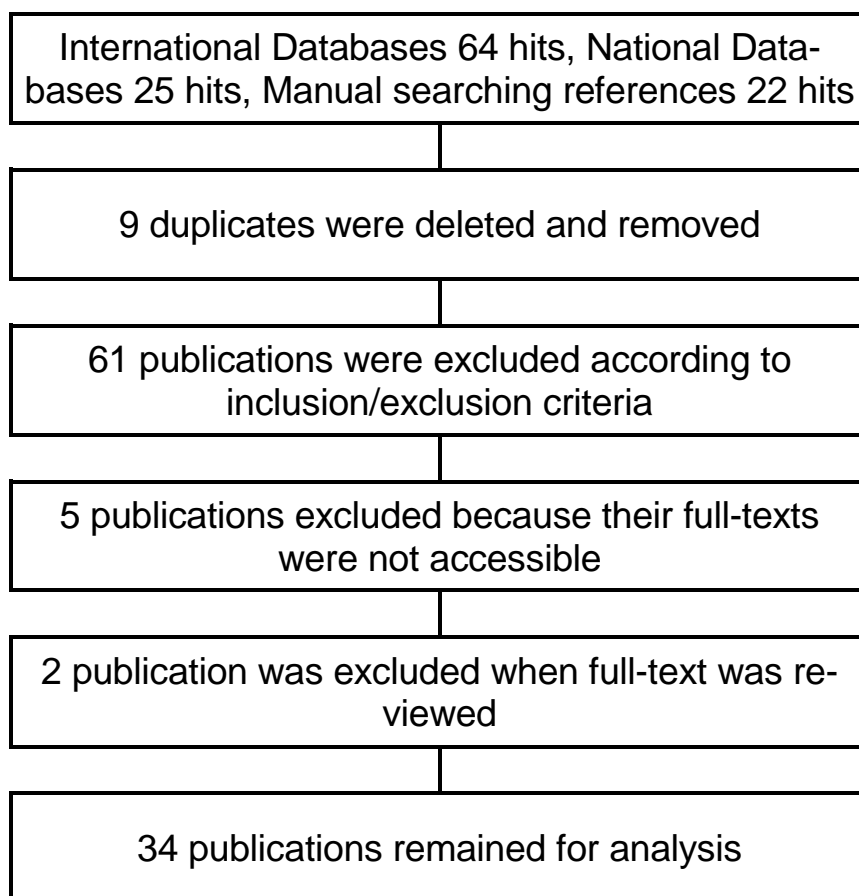 International Databases 64 hits, National Data-
bases 25 hits, Manual searching references 22 hits
9 duplicates were deleted and removed
61 publications were excluded according to
inclusion/exclusion criteria
5 publications excluded because their full-texts
were not accessible
2 publication was excluded when full-text was re-
viewed
34 publications remained for analysis